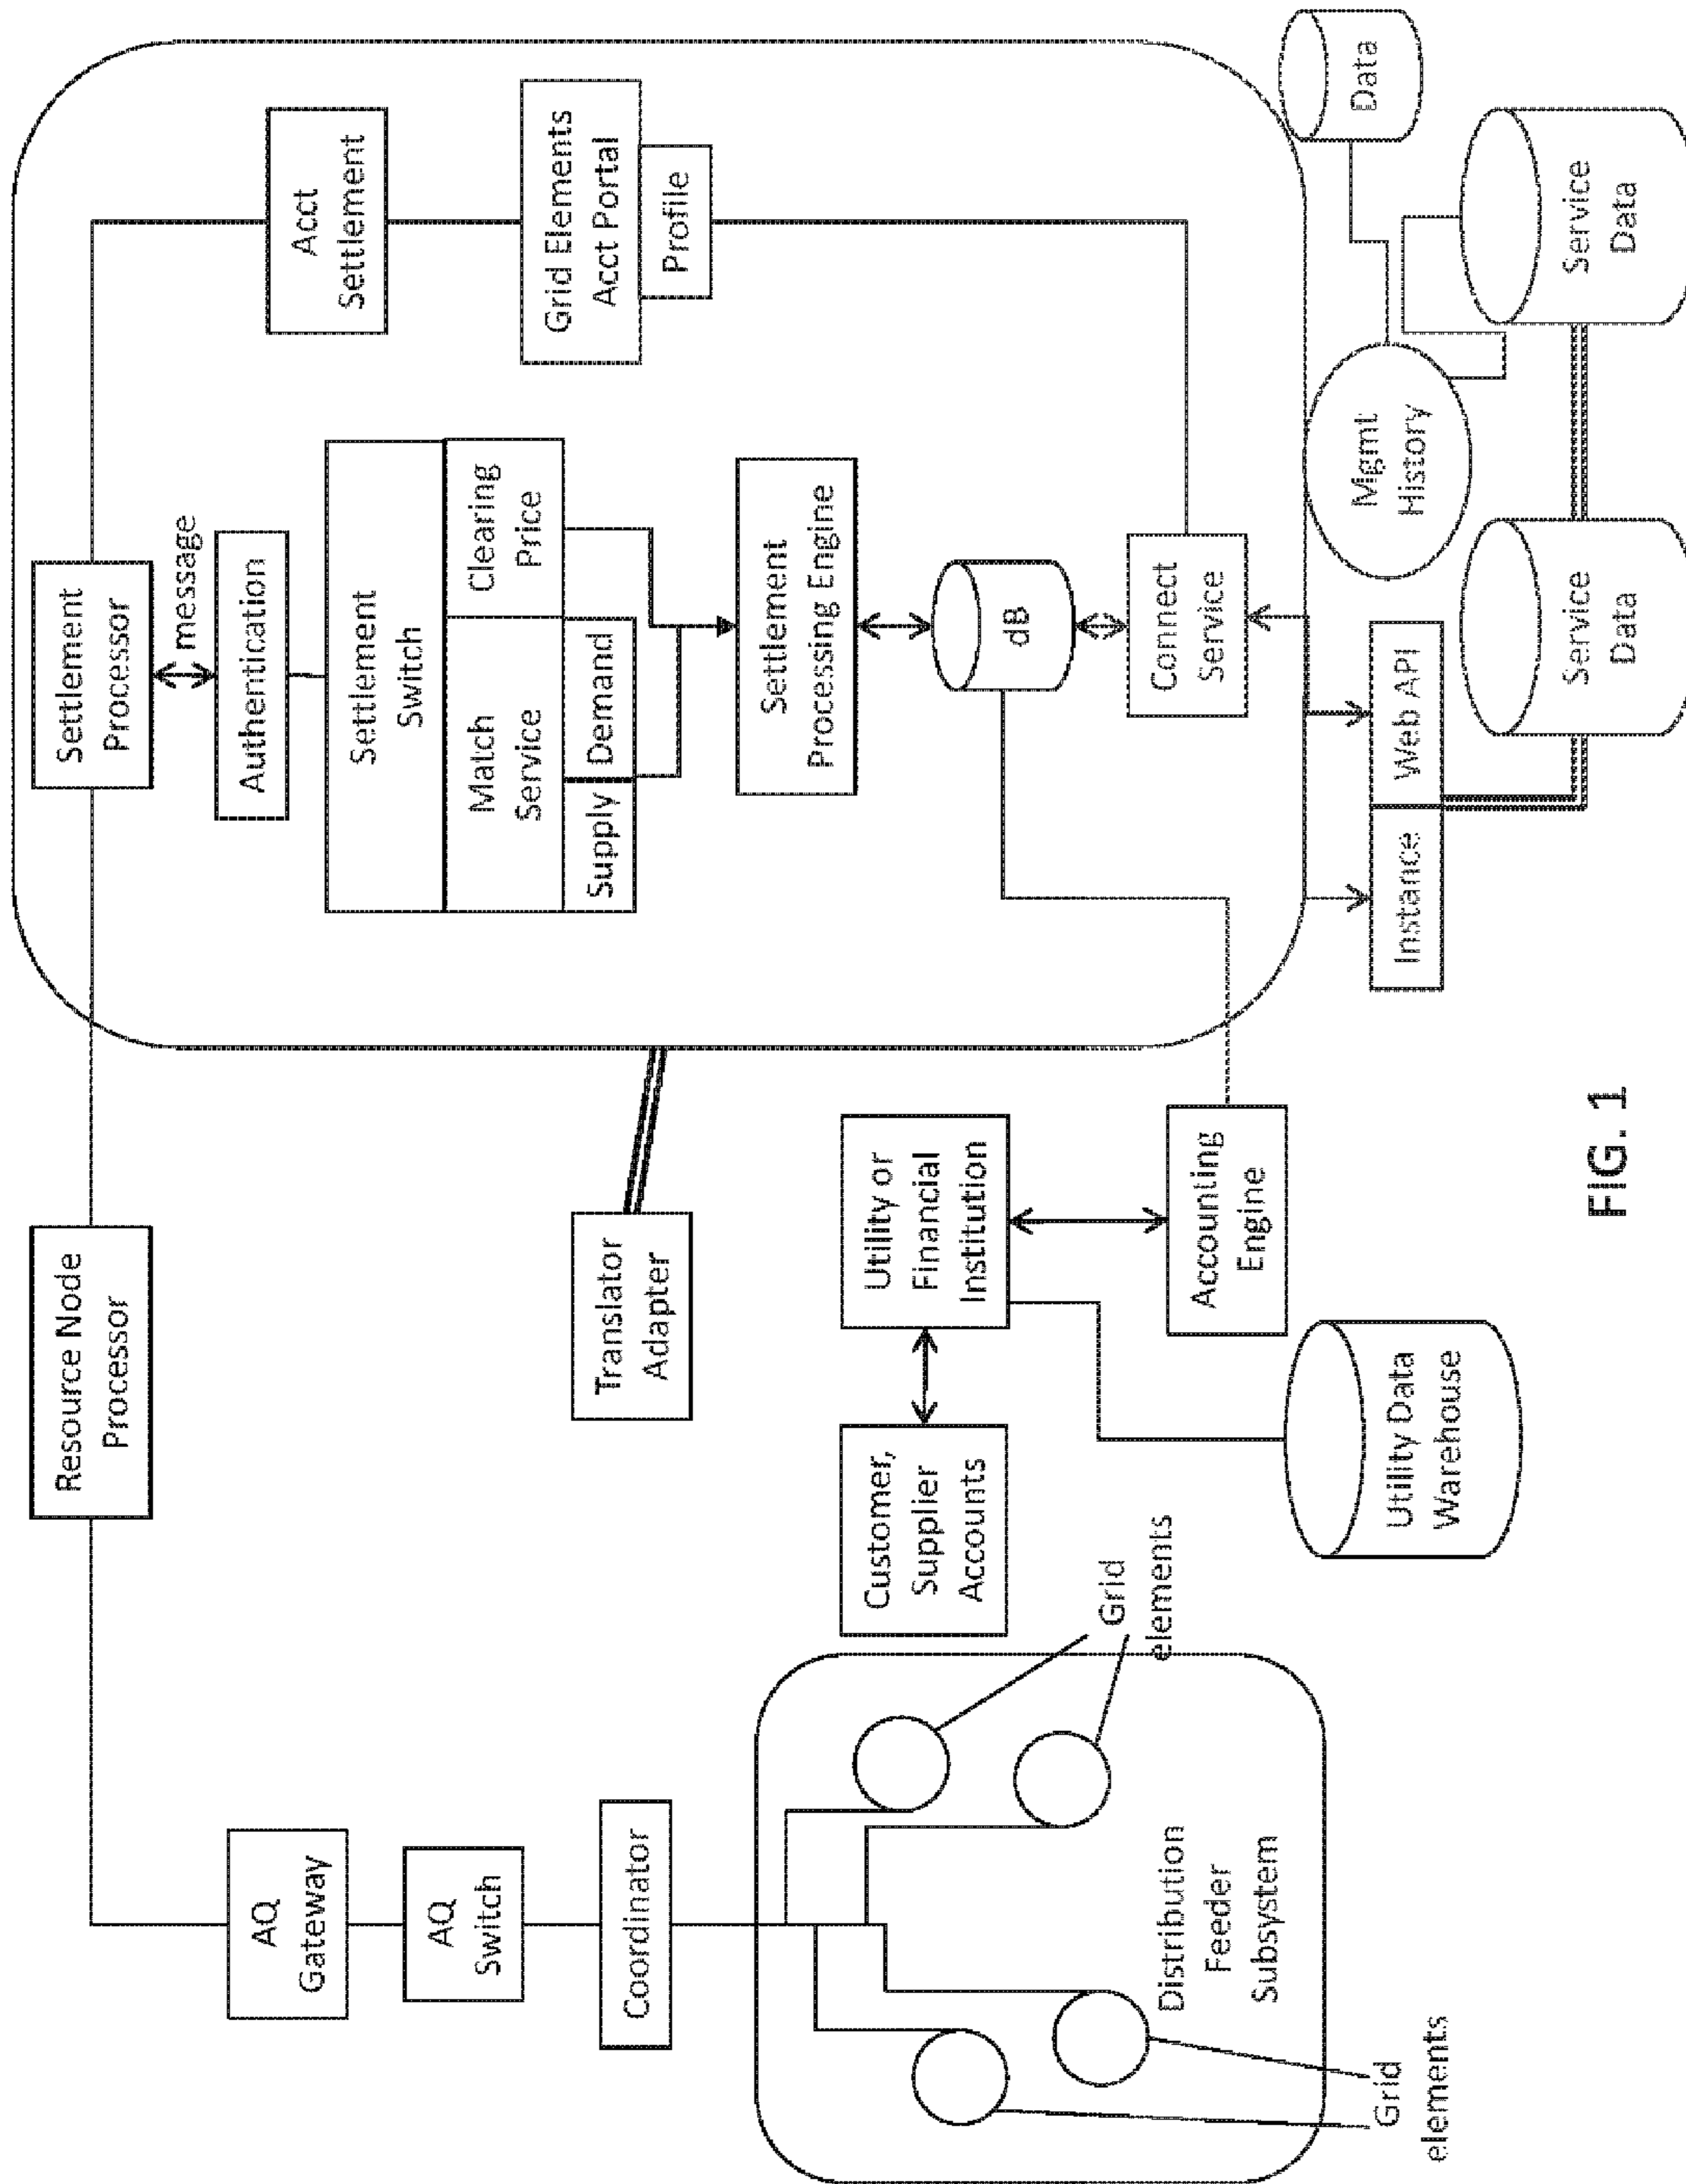 Resource Node
Processor
Settlement
Processor
message
AQ
Gateway
Authentication
Acct
Settlement
AQ
Switch
Settlement
Switch
Match
Service
Clearing
Price
Supply
Demand
Grid Elements
Acct Portal
Profile
Coordinator
Translator
Adapter
Settlement
Processing Engine
Customer,
Supplier
Accounts
Utility or
Financial
Institution
dB
Grid
elements
Distribution
Feeder
Subsystem
Accounting
Engine
Connect
Service
Grid
elements
Utility Data
Warehouse
Instance
Web API
Mgmt
History
Data
Service
Data
Service
Data
FIG. 1